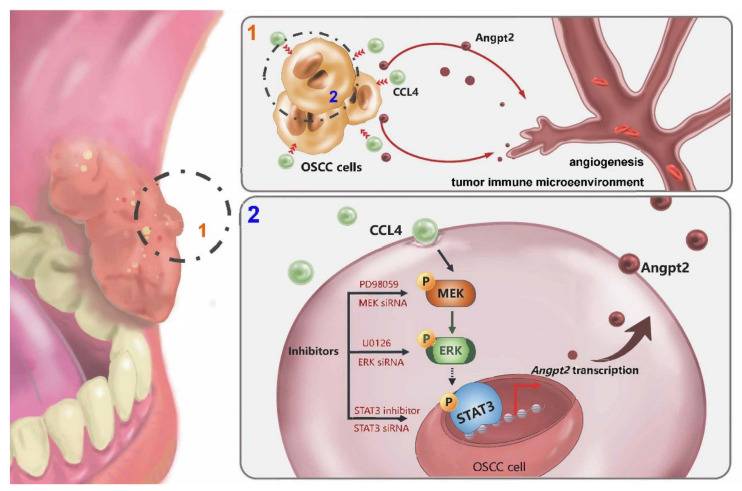 1
1
Angpt2
2
CCL4
OSCC cells
angiogenesis
tumor immune microenvironment
2
CCL4
Angpt2
PD98059
P
MEK
MEK siRNA
Inhibitors
U0126
P
ERK
ERK siRNA
Angpt2 transcription
STAT3 inhibitor
P
STAT3
STAT3 siRNA
OSCC cell